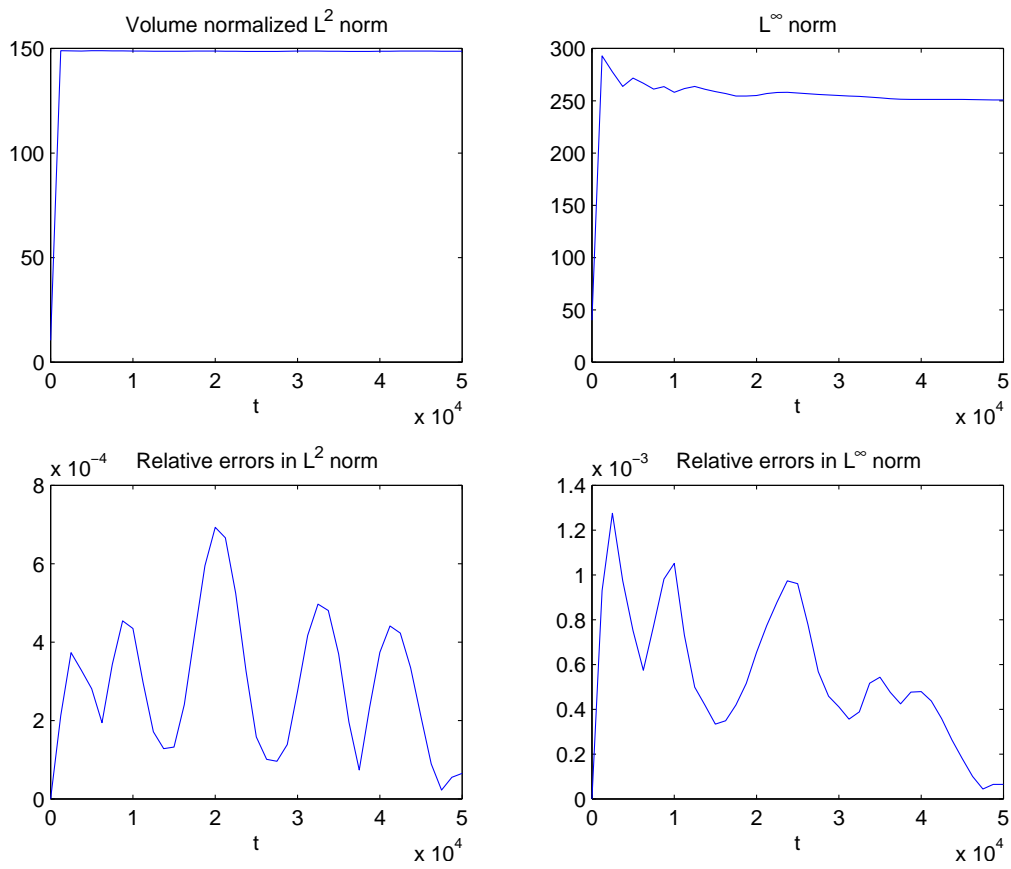 Volume normalized L²  norm
150
100
50
0
0 1 2 3 4 5
t
x 10⁴
L^∞ norm
300
250
200
150
100
50
0
0 1 2 3 4 5
t
x 10⁴
x 10⁻⁴
Relative errors in L² norm
8
6
4
2
0
0 1 2 3 4 5
t
x 10⁴
x 10⁻³
Relative errors in L^∞ norm
1.4
1.2
1
0.8
0.6
0.4
0.2
0
0 1 2 3 4 5
t
x 10⁴